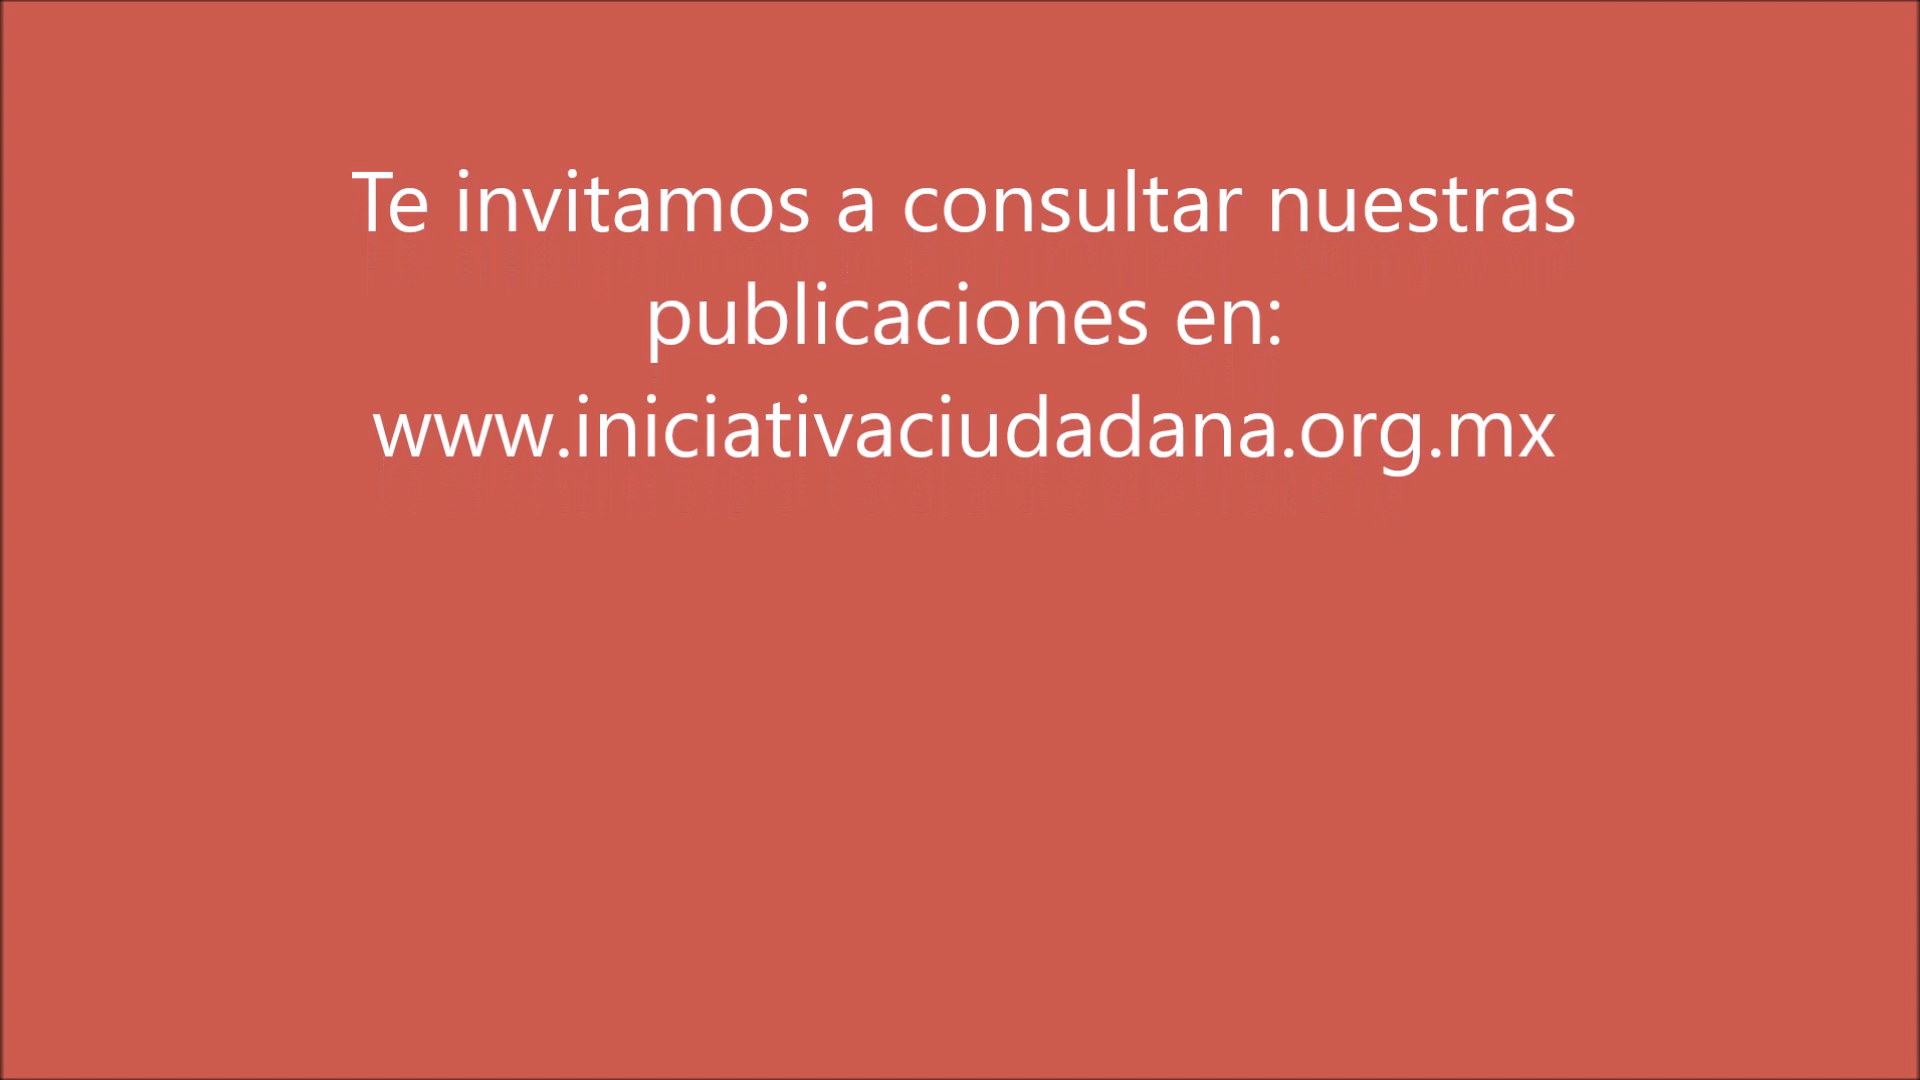 Te invitamos a consultar nuestras
publicaciones en:
www.iniciativaciudadana.org.mx